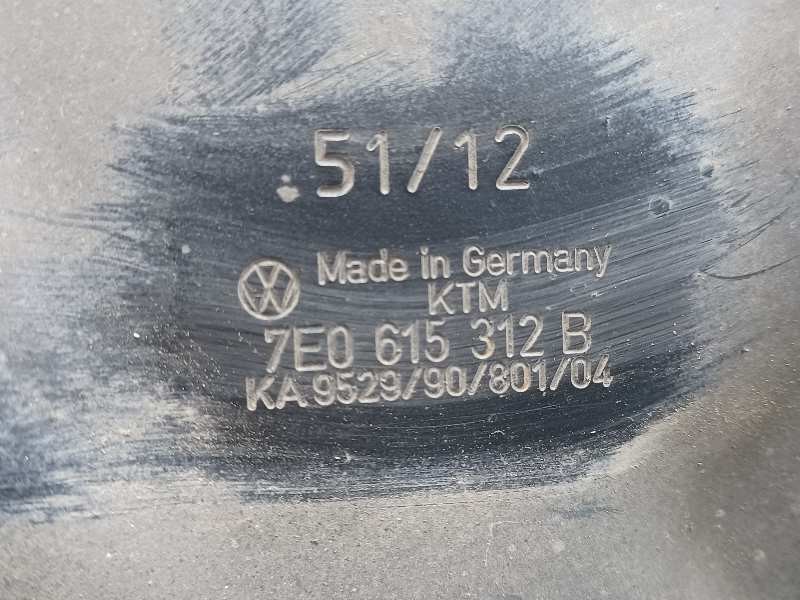 .51/12
Made in Germany
KTM
7E0 615 312 B
KA 9529/90/801/04